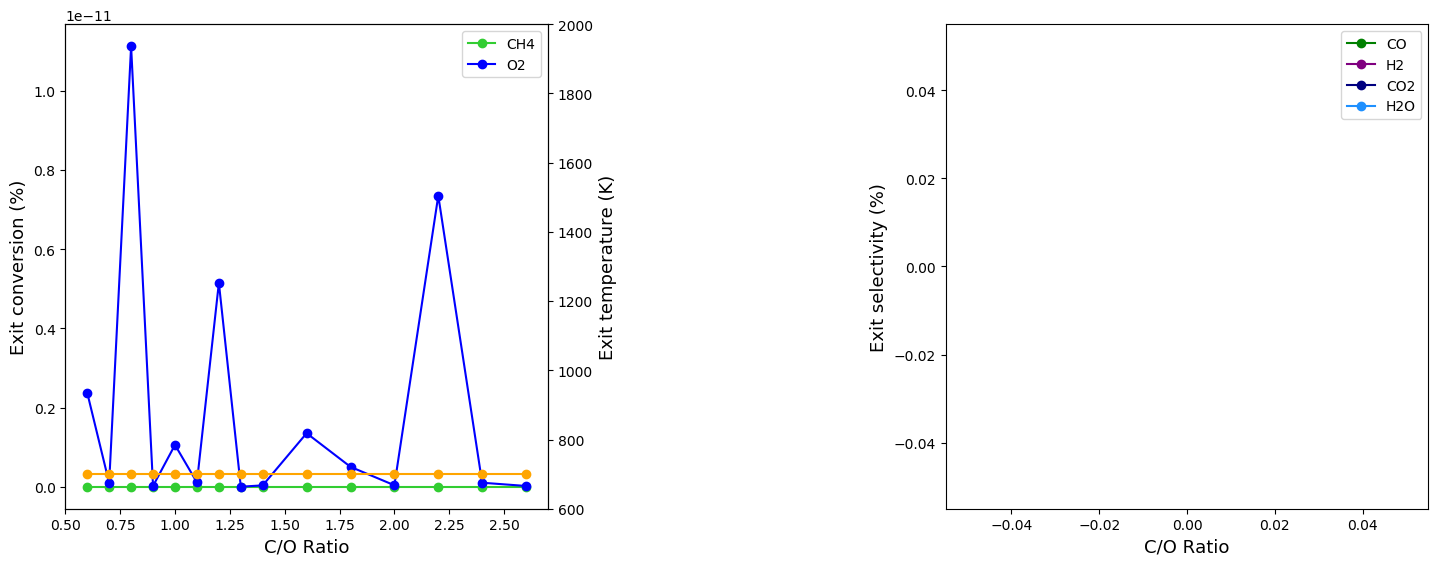 1e−11
CH4
O2
Exit conversion (%)
1.0
0.8
0.6
0.4
0.2
0.0
0.50 0.75 1.00 1.25 1.50 1.75 2.00 2.25 2.50
C/O Ratio
2000
1800
1600
1400
1200
1000
800
600
Exit temperature (K)
CO
H2
CO2
H2O
Exit selectivity (%)
0.04
0.02
0.00
−0.02
−0.04
−0.04 −0.02 0.00 0.02 0.04
C/O Ratio